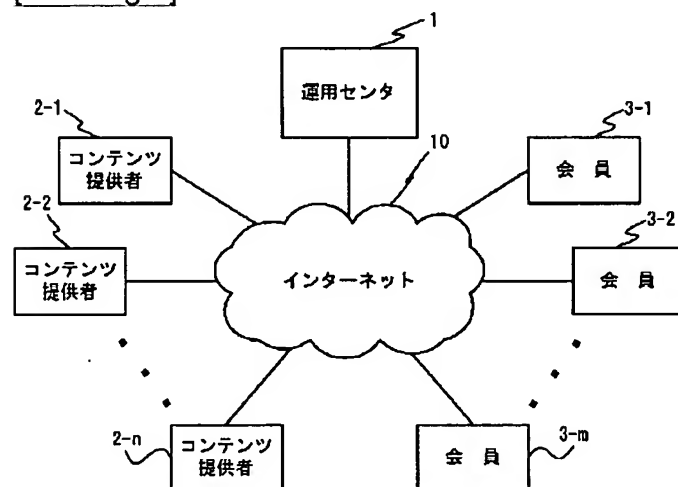 1
運用センタ
2-1
コンテンツ
提供者
3-1
会 員
10
2-2
コンテンツ
提供者
3-2
会 員
インターネット
2-n
コンテンツ
提供者
会 員
3-m